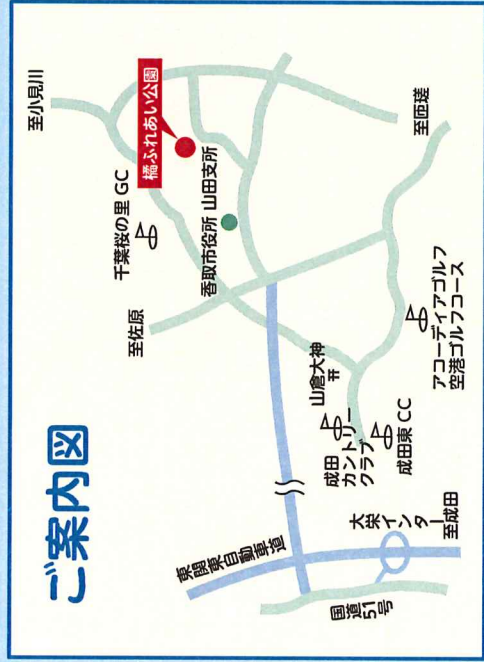 ご案内図
至小見川
橘ふれあい公園
千葉桜の里 GC
香取市役所 山田支所
至佐原
至匝瑳
山倉大神
成田
カントリー
クラブ
成田東 CC
アコーディアゴルフ
空港ゴルフコース
東関東自動車道
大栄インター
至成田
国道
51号